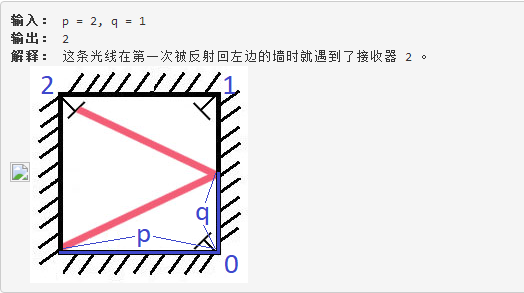 输入： p = 2, q = 1
输出： 2
解释： 这条光线在第一次被反射回左边的墙时就遇到了接收器 2 。
2 1
q
p
0